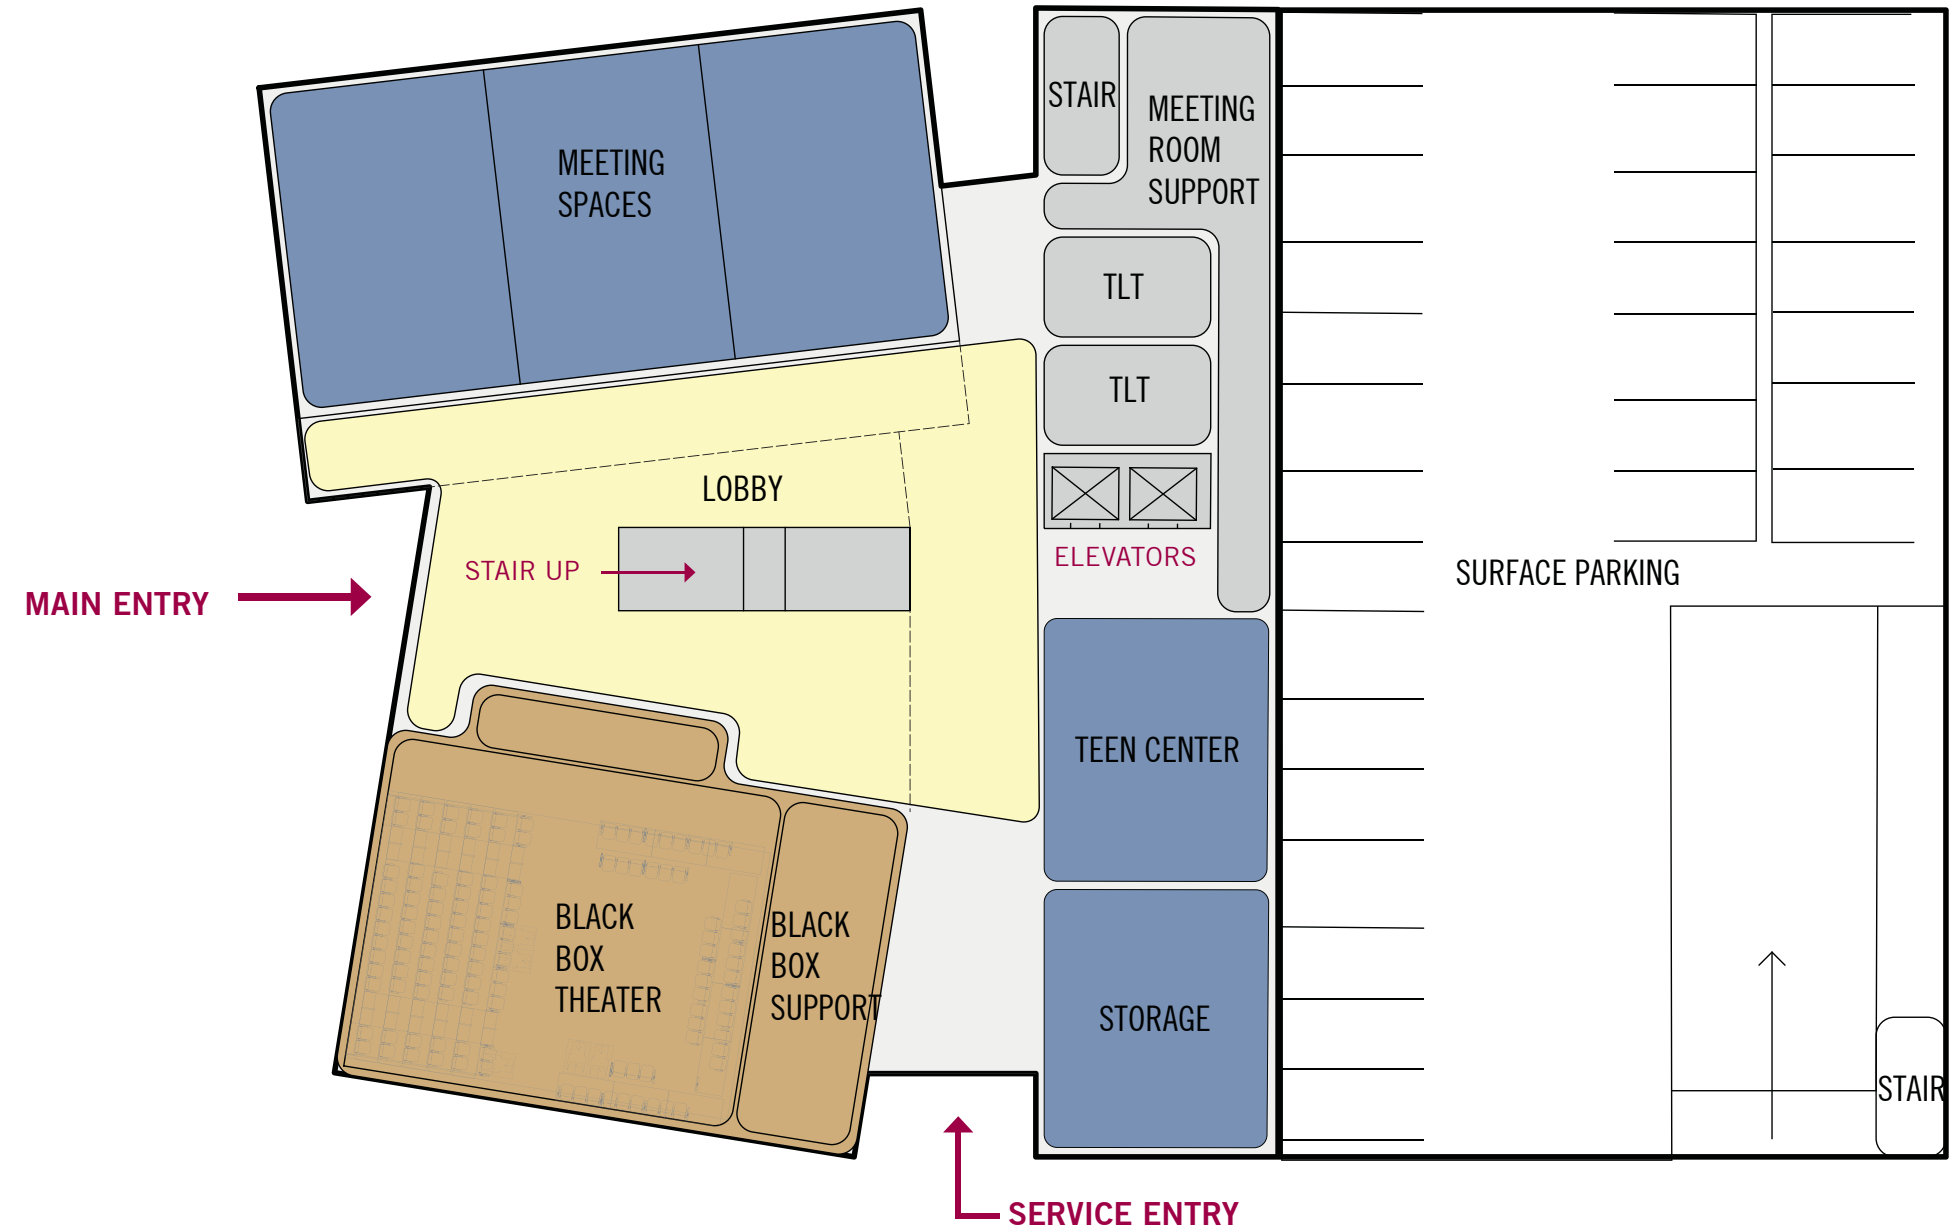 STAIR
MEETING
ROOM
SUPPORT
MEETING
SPACES
TLT
TLT
LOBBY
ELEVATORS
STAIR UP
SURFACE PARKING
MAIN ENTRY
TEEN CENTER
BLACK
BOX
THEATER
BLACK
BOX
SUPPORT
STORAGE
STAIR
SERVICE ENTRY